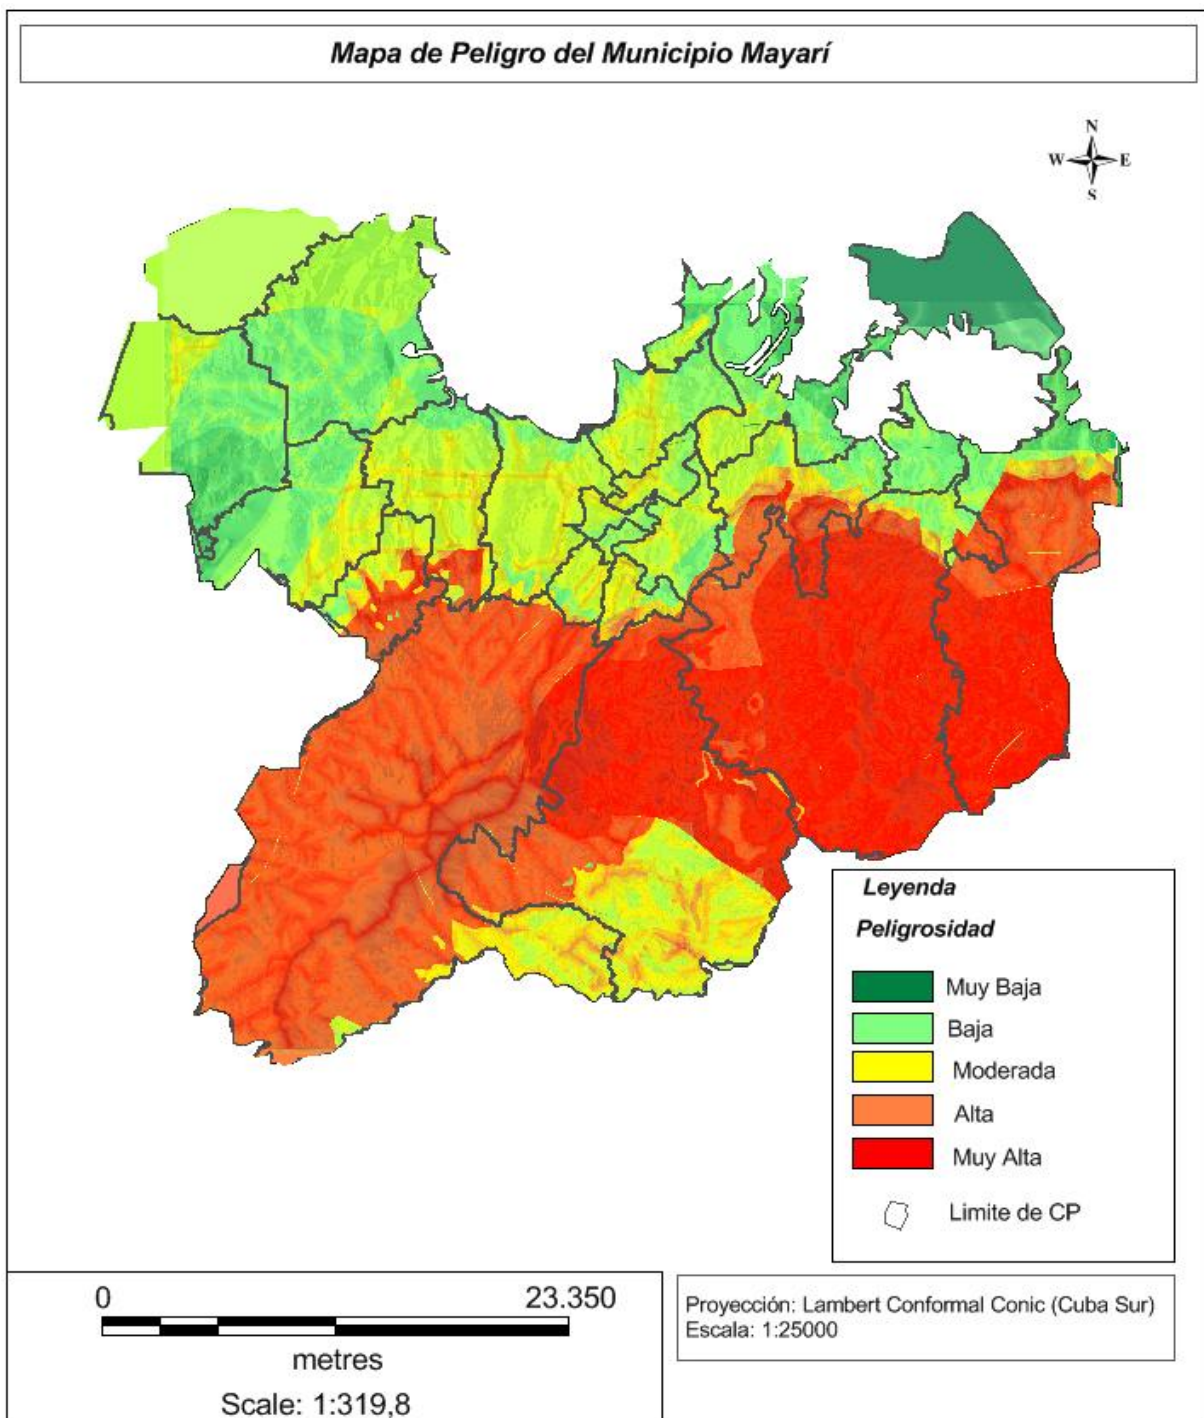 Mapa de Peligro del Municipio Mayarí
N
W E
S
Leyenda
Peligrosidad
Muy Baja
Baja
Moderada
Alta
Muy Alta
Limite de CP
0 23.350
metres
Scale: 1:319,8
Proyección: Lambert Conformal Conic (Cuba Sur)
Escala: 1:25000